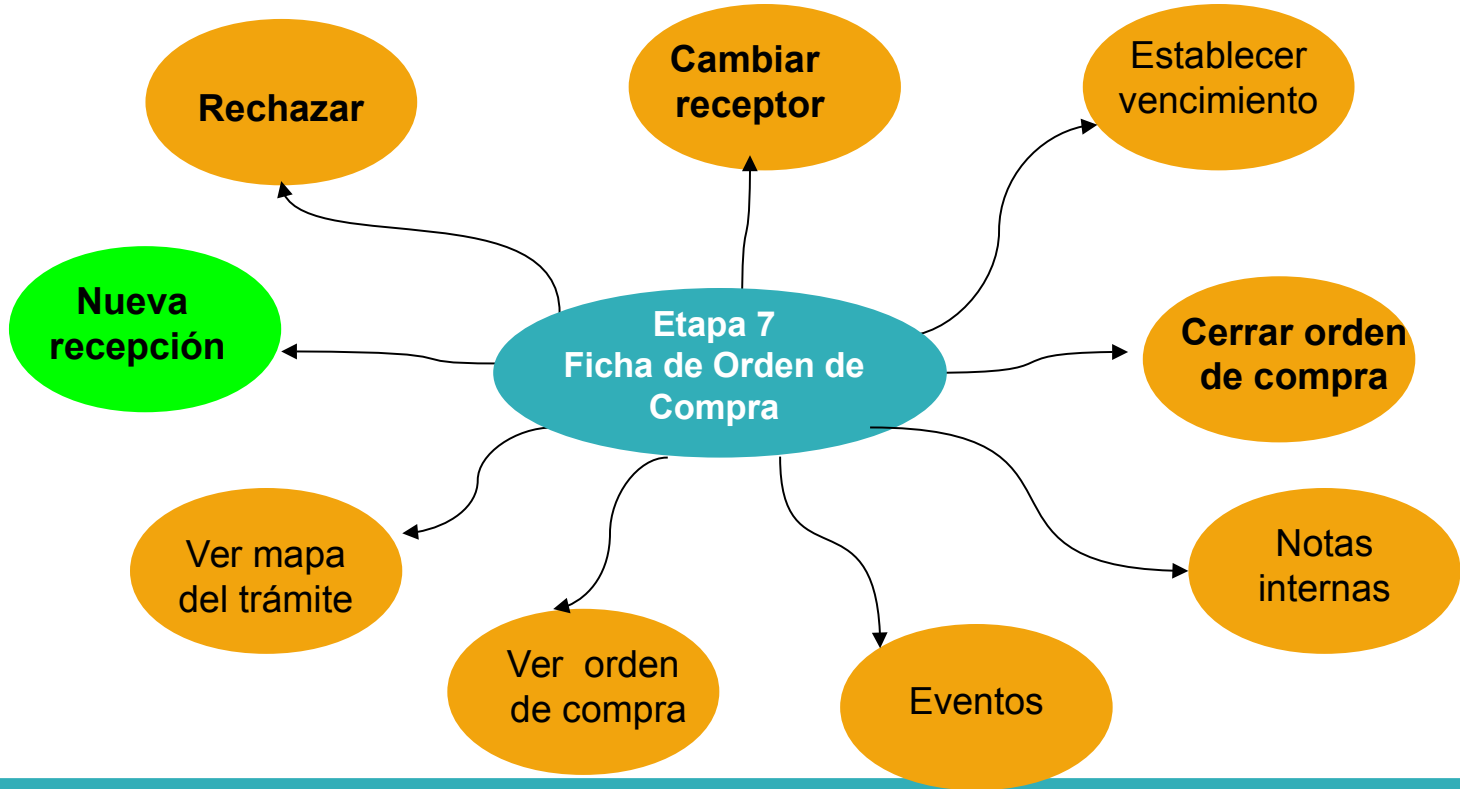 Rechazar
Cambiar
receptor
Establecer
vencimiento
Nueva
recepción
Etapa 7
Ficha de Orden de
Compra
Cerrar orden
de compra
Ver mapa
del trámite
Ver orden
de compra
Eventos
Notas
internas